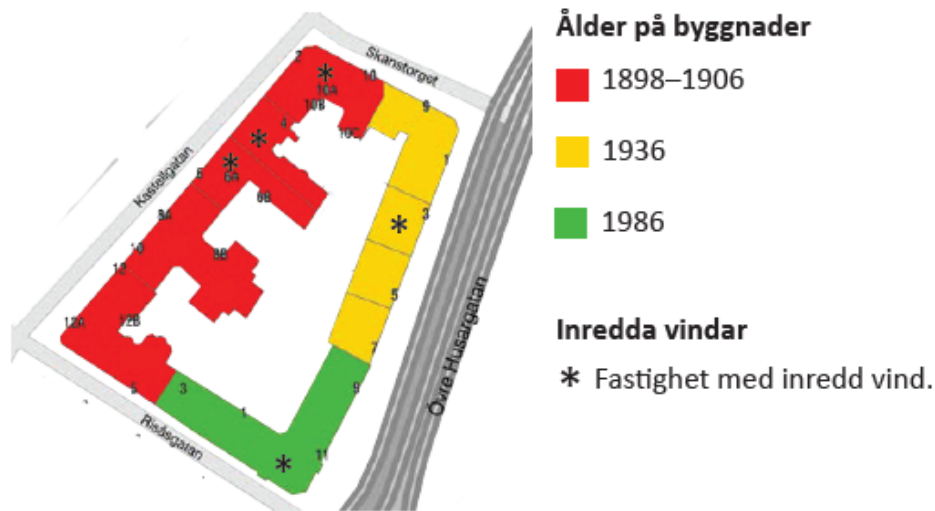 Ålder på byggnader
1898–1906
1936
1986
Inredda vindar
* Fastighet med inredd vind.
Skanstorget
Kastellgatan
Övre Husargatan
Risåsgatan
2
10
10A
10B
10C
9
4
*
*
*
6
6A
6B
1
3
*
8A
8B
10
12
12A
12B
5
7
9
11
*
5
3
1